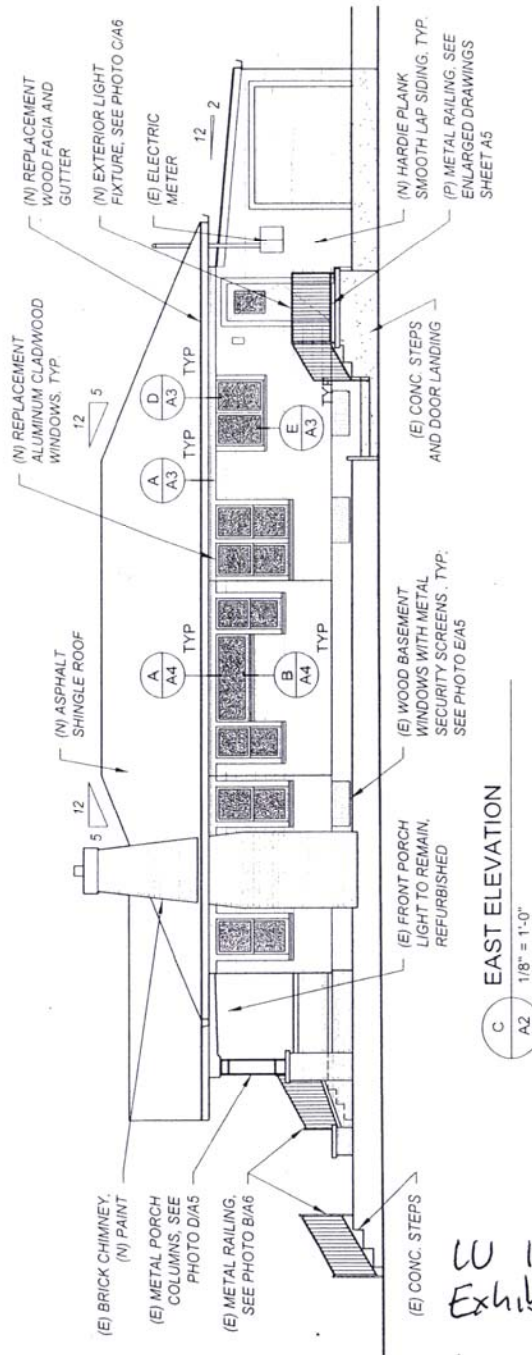 (E) BRICK CHIMNEY,
(N) PAINT
(E) METAL PORCH
COLUMNS, SEE
PHOTO D/A5
(E) METAL RAILING,
SEE PHOTO B/A6
(E) CONC. STEPS
5
12
(N) ASPHALT
SHINGLE ROOF
(N) REPLACEMENT
ALUMINUM CLAD/WOOD
WINDOWS, TYP.
12
5
(N) REPLACEMENT
WOOD FACIA AND
GUTTER
(N) EXTERIOR LIGHT
FIXTURE, SEE PHOTO C/A6
(E) ELECTRIC
METER
12
2
A
A4
TYP
B
A4
TYP
A
A3
TYP
D
A3
TYP
E
A3
(E) FRONT PORCH
LIGHT TO REMAIN,
REFURBISHED
(E) WOOD BASEMENT
WINDOWS WITH METAL
SECURITY SCREENS, TYP.
SEE PHOTO E/A5
(E) CONC. STEPS
AND DOOR LANDING
(N) HARDIE PLANK
SMOOTH LAP SIDING, TYP.
(P) METAL RAILING, SEE
ENLARGED DRAWINGS
SHEET A5
C
A2
EAST ELEVATION
1/8" = 1'-0"
LU